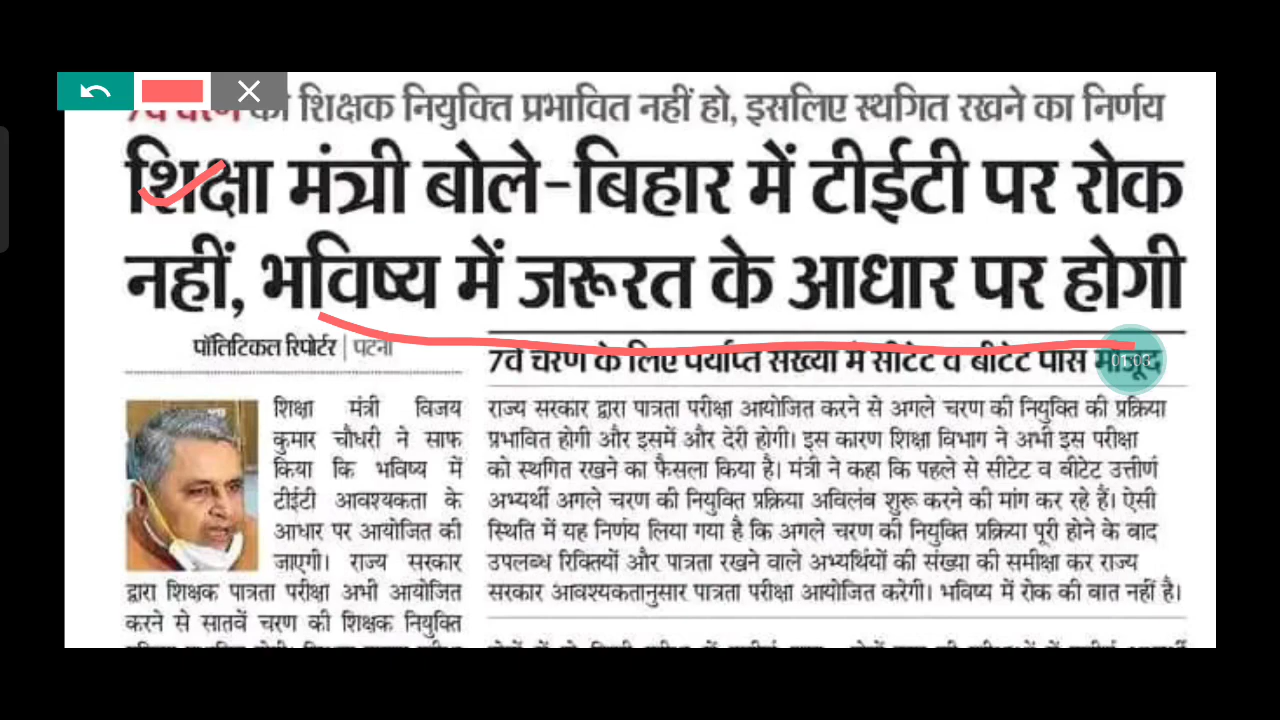 7वें चरण की शिक्षक नियुक्ति प्रभावित नहीं हो, इसलिए स्थगित रखने का निर्णय
शिक्षा मंत्री बोले-बिहार में टीईटी पर रोक
नहीं, भविष्य में जरूरत के आधार पर होगी
पॉलिटिकल रिपोर्टर | पटना
शिक्षा मंत्री विजय
कुमार चौधरी ने साफ
किया कि भविष्य में
टीईटी आवश्यकता के
आधार पर आयोजित की
जाएगी। राज्य सरकार
द्वारा शिक्षक पात्रता परीक्षा अभी आयोजित
करने से सातवें चरण की शिक्षक नियुक्ति
7वें चरण के लिए पर्याप्त संख्या में सीटेट व बीटेट पास मौजूद
01:06
राज्य सरकार द्वारा पात्रता परीक्षा आयोजित करने से अगले चरण की नियुक्ति की प्रक्रिया
प्रभावित होगी और इसमें और देरी होगी। इस कारण शिक्षा विभाग ने अभी इस परीक्षा
को स्थगित रखने का फैसला किया है। मंत्री ने कहा कि पहले से सीटेट व बीटेट उत्तीर्ण
अभ्यर्थी अगले चरण की नियुक्ति प्रक्रिया अविलंब शुरू करने की मांग कर रहे हैं। ऐसी
स्थिति में यह निर्णय लिया गया है कि अगले चरण की नियुक्ति प्रक्रिया पूरी होने के बाद
उपलब्ध रिक्तियों और पात्रता रखने वाले अभ्यर्थियों की संख्या की समीक्षा कर राज्य
सरकार आवश्यकतानुसार पात्रता परीक्षा आयोजित करेगी। भविष्य में रोक की बात नहीं है।